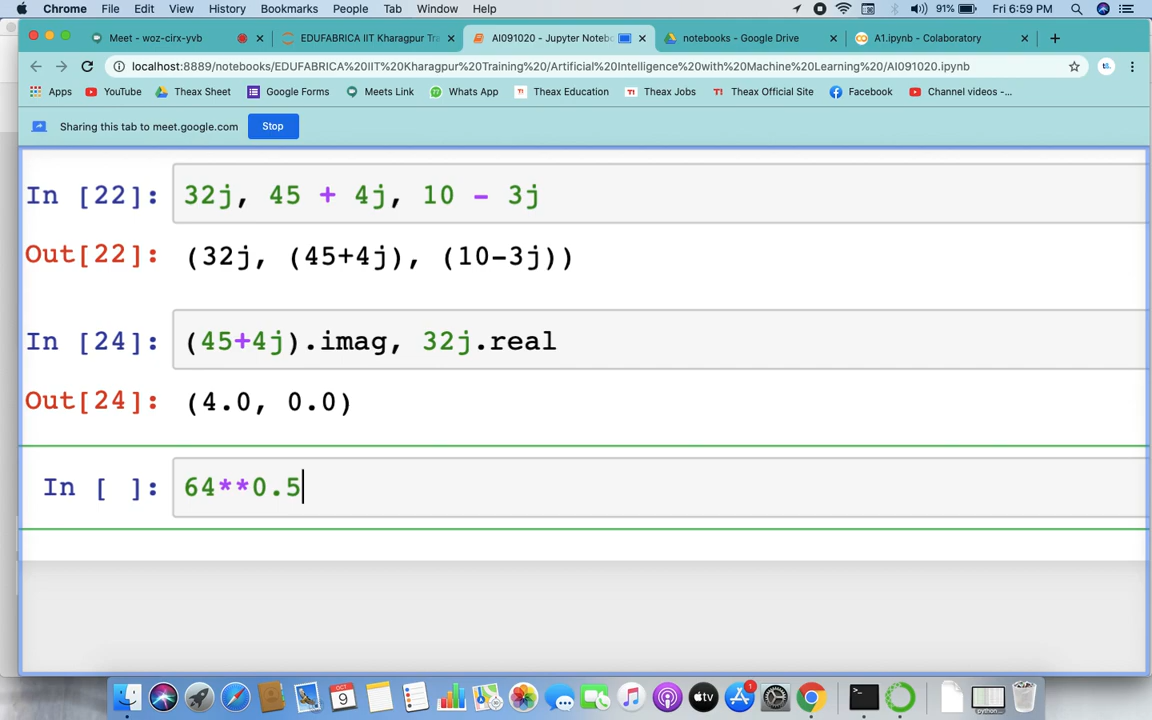 Chrome File Edit View History Bookmarks People Tab Window Help 91% Fri 6:59 PM
Meet - woz-cirx-yvb EDUFABRICA IIT Kharagpur Tra AI091020 - Jupyter Notebo notebooks - Google Drive A1.ipynb - Colaboratory
localhost:8889/notebooks/EDUFABRICA%20IIT%20Kharagpur%20Training%20/Artificial%20Intelligence%20with%20Machine%20Learning%20/AI091020.ipynb
Apps YouTube Theax Sheet Google Forms Meets Link Whats App Theax Education Theax Jobs Theax Official Site Facebook Channel videos -...
Sharing this tab to meet.google.com Stop
In [22]: 32j, 45 + 4j, 10 - 3j
Out[22]: (32j, (45+4j), (10-3j))
In [24]: (45+4j).imag, 32j.real
Out[24]: (4.0, 0.0)
In [ ]: 64**0.5
OCT
9
tv
1